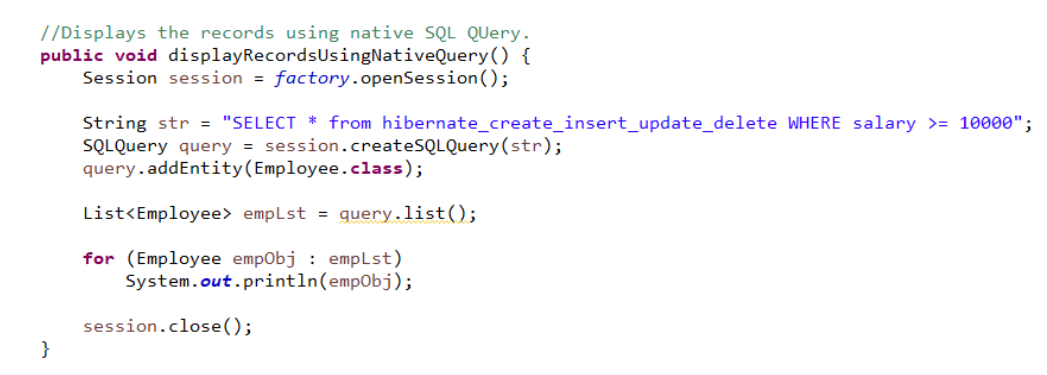 //Displays the records using native SQL QUery.
public void displayRecordsUsingNativeQuery() {
    Session session = factory.openSession();

    String str = "SELECT * from hibernate_create_insert_update_delete WHERE salary >= 10000";
    SQLQuery query = session.createSQLQuery(str);
    query.addEntity(Employee.class);

    List<Employee> empLst = query.list();

    for (Employee empObj : empLst)
        System.out.println(empObj);

    session.close();
}